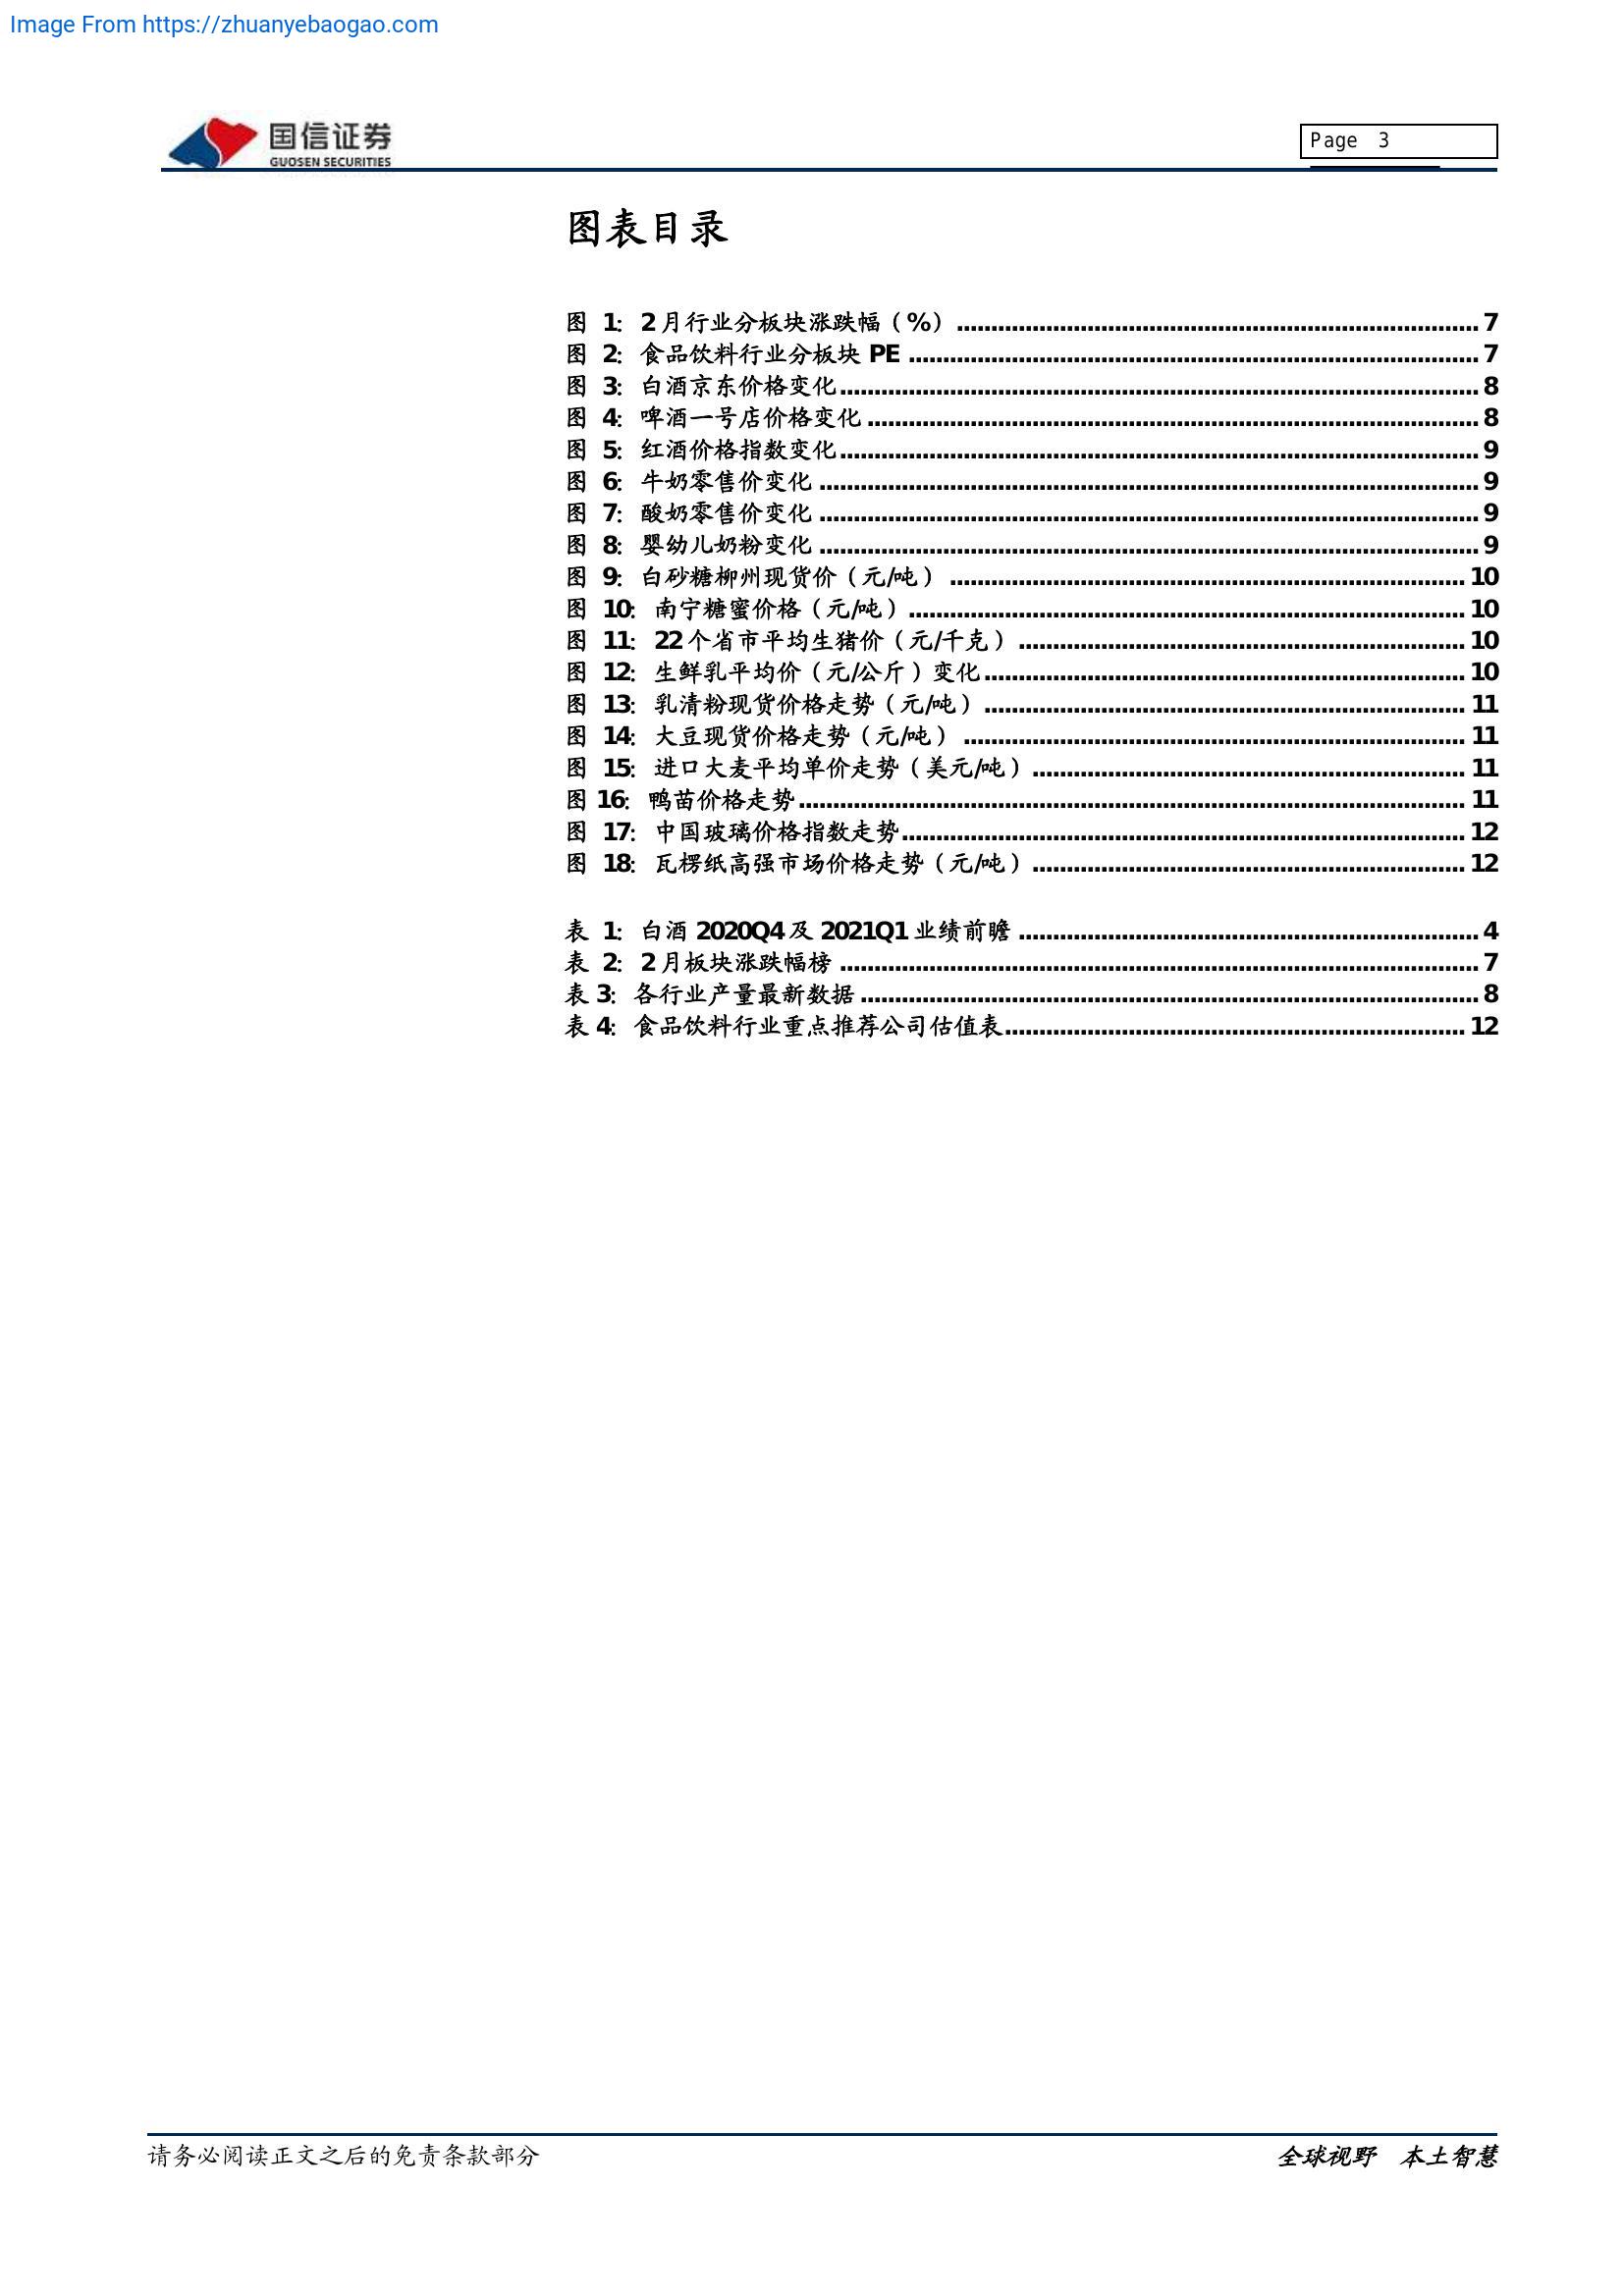 Image From https://zhuanyebaogao.com
国信证券
GUOSEN SECURITIES
Page 3
图表目录
图 1：2 月行业分板块涨跌幅（%）......7
图 2：食品饮料行业分板块 PE......7
图 3：白酒京东价格变化......8
图 4：啤酒一号店价格变化......8
图 5：红酒价格指数变化......9
图 6：牛奶零售价变化......9
图 7：酸奶零售价变化......9
图 8：婴幼儿奶粉变化......9
图 9：白砂糖柳州现货价（元/吨）......10
图 10：南宁糖蜜价格（元/吨）......10
图 11：22 个省市平均生猪价（元/千克）......10
图 12：生鲜乳平均价（元/公斤）变化......10
图 13：乳清粉现货价格走势（元/吨）......11
图 14：大豆现货价格走势（元/吨）......11
图 15：进口大麦平均单价走势（美元/吨）......11
图 16：鸭苗价格走势......11
图 17：中国玻璃价格指数走势......12
图 18：瓦楞纸高强市场价格走势（元/吨）......12
表 1：白酒 2020Q4 及 2021Q1 业绩前瞻......4
表 2：2 月板块涨跌幅榜......7
表 3：各行业产量最新数据......8
表 4：食品饮料行业重点推荐公司估值表......12
请务必阅读正文之后的免责条款部分
全球视野 本土智慧